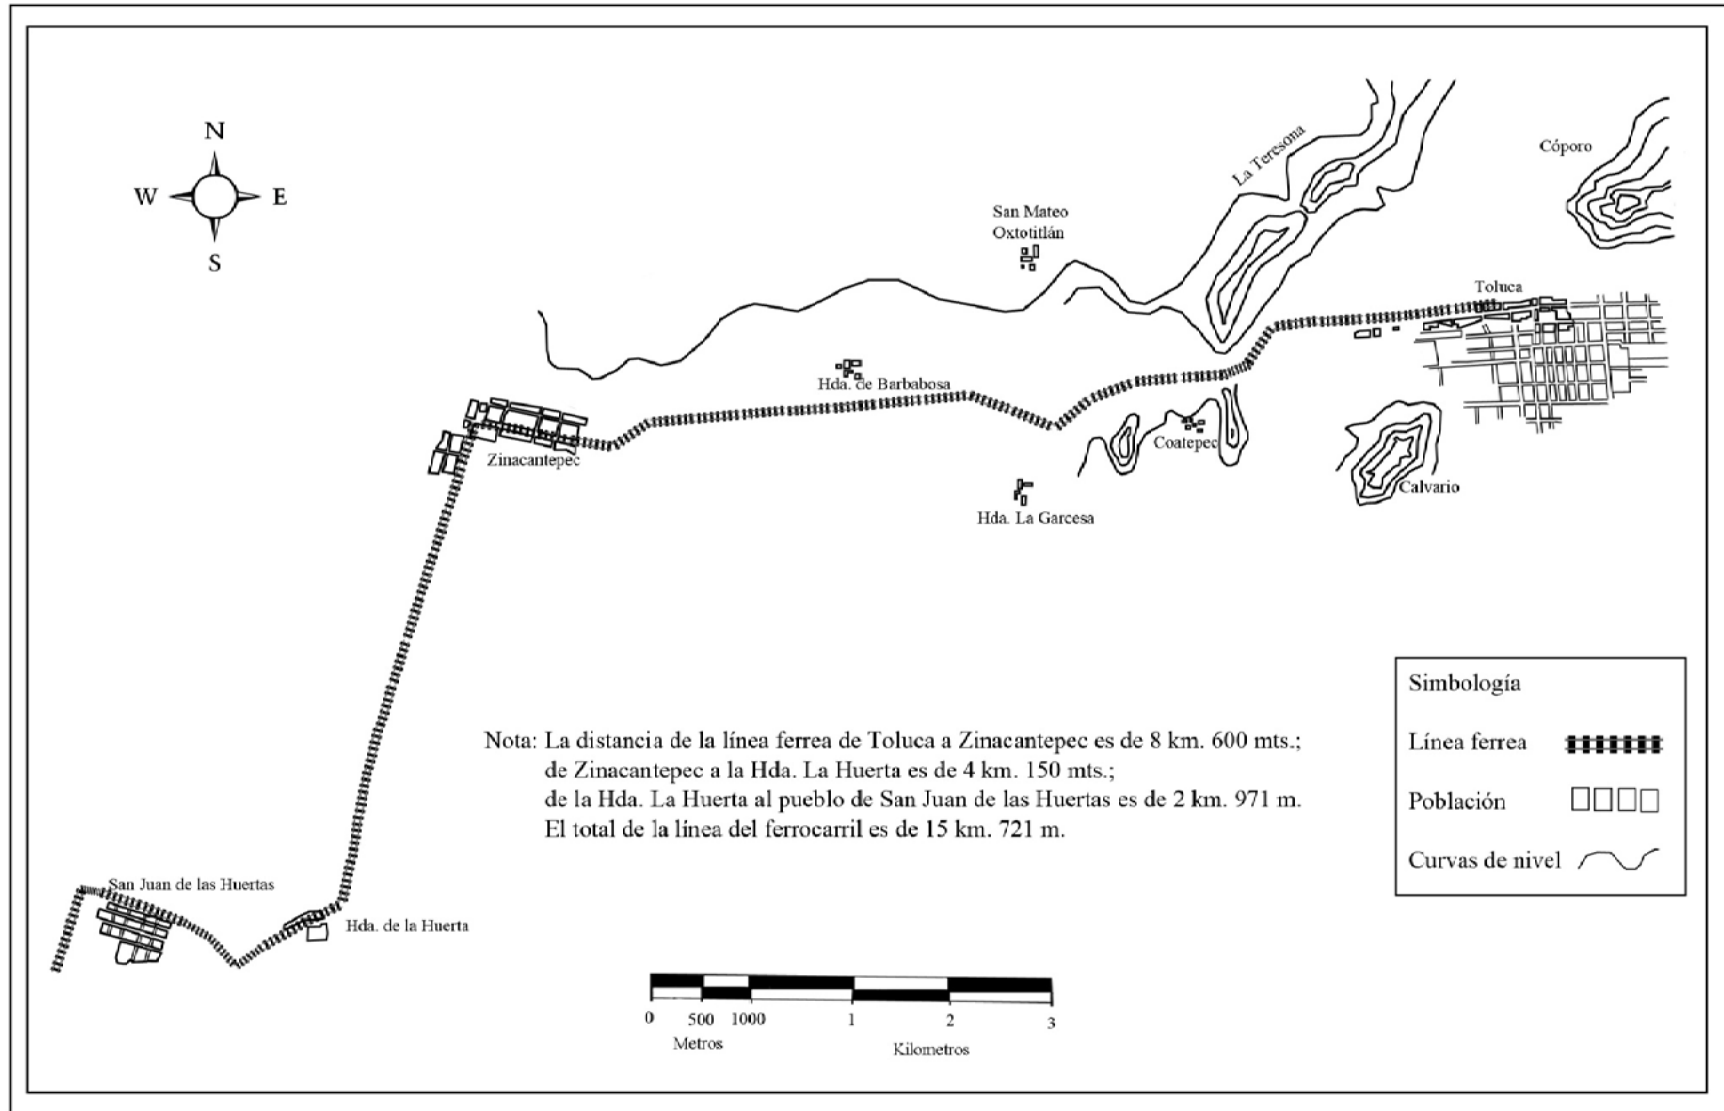 N
W
E
S
La Teresona
Cóporo
San Mateo
Oxtotitlán
Toluca
Hda. de Barbabosa
Zinacantepec
Coatepec
Calvario
Hda. La Garcesa
Simbología
Línea ferrea
Población
Curvas de nivel
Nota: La distancia de la línea ferrea de Toluca a Zinacantepec es de 8 km. 600 mts.;
de Zinacantepec a la Hda. La Huerta es de 4 km. 150 mts.;
de la Hda. La Huerta al pueblo de San Juan de las Huertas es de 2 km. 971 m.
El total de la línea del ferrocarril es de 15 km. 721 m.
San Juan de las Huertas
Hda. de la Huerta
0 500 1000 1 2 3
Metros
Kilometros